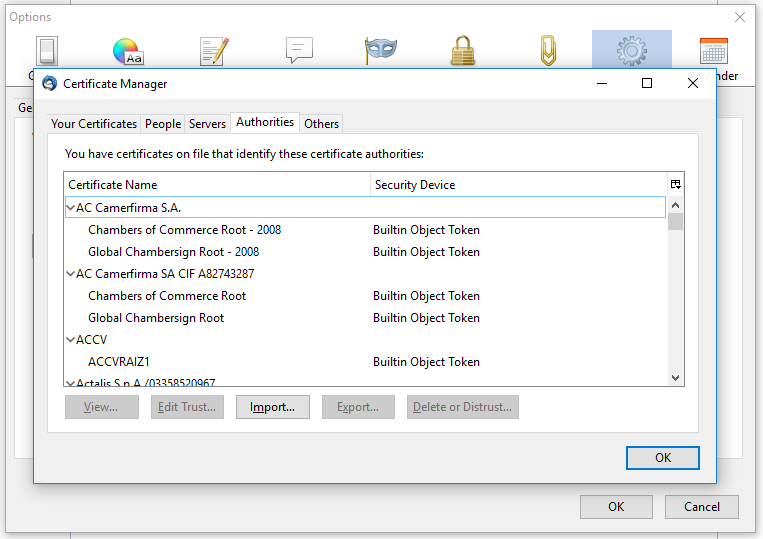 Options
Certificate Manager
Your Certificates People Servers Authorities Others
You have certificates on file that identify these certificate authorities:
Certificate Name Security Device
AC Camerfirma S.A.
Chambers of Commerce Root - 2008 Builtin Object Token
Global Chambersign Root - 2008 Builtin Object Token
AC Camerfirma SA CIF A82743287
Chambers of Commerce Root Builtin Object Token
Global Chambersign Root Builtin Object Token
ACCV
ACCVRAIZ1 Builtin Object Token
Actalis S.p.A./03358520967
View... Edit Trust... Import... Export... Delete or Distrust...
OK
OK Cancel